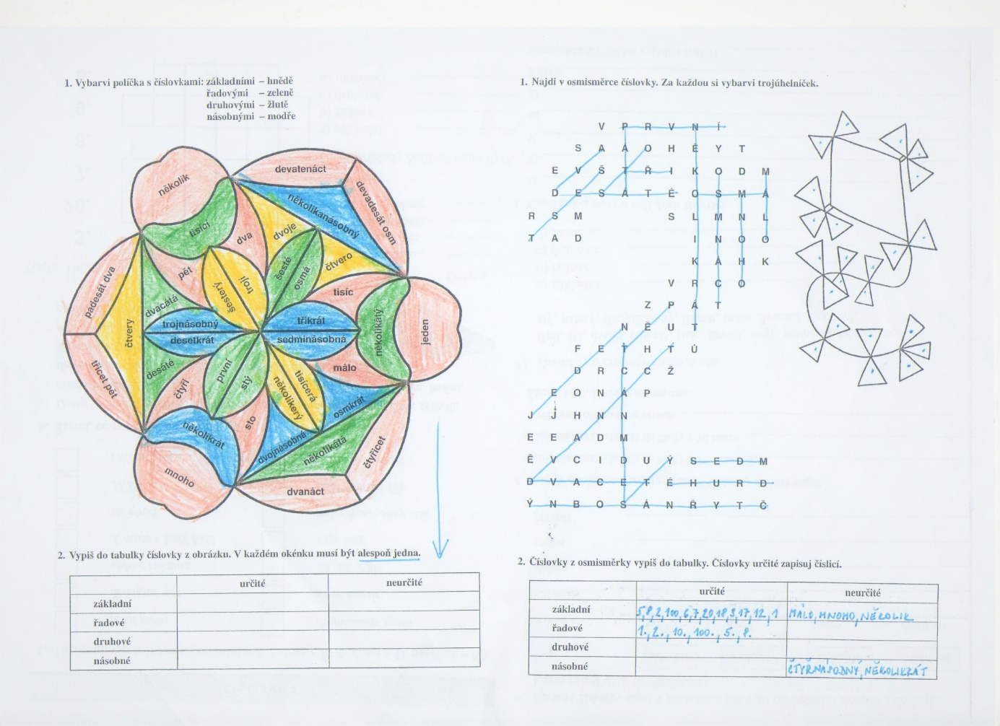 1. Vybarvi políčka s číslovkami: základními – hnědě
řadovými – zeleně
druhovými – žlutě
násobnými – modře
několik
devatenáct
devadesát osm
několikanásobný
tisící
dva
dvoje
padesát dva
pět
šestery
trojí
šesté
osmá
čtvero
tisíc
čtvery
dvacátá
trojnásobný
třikrát
několikátý
jeden
desetkrát
sedminásobná
třicet pět
desáté
čtyři
první
stý
tisícerá
několikerý
málo
osmkrát
několikrát
sto
dvojnásobná
několikátá
čtyřicet
mnoho
dvanáct
2. Vypiš do tabulky číslovky z obrázku. V každém okénku musí být alespoň jedna.
určité neurčité
základní
řadové
druhové
násobné
1. Najdi v osmisměrce číslovky. Za každou si vybarvi trojúhelníček.
V P R V N Í
S A Á O H É Y T
E V Š T Ř I K O D M
D E S Á T É O S M Á
R S M S L M N L
T A D I N O O
K Á H K
V R C O
Z P Á T
N Ě U T
F E T H T Ů
D R C C Ž
E O N A P
J J H N N
E E A D M
Ě V C I D U Ý S E D M
D V A C E T É H U R D
Ý N B O S Á N Ř Y T Č
2. Číslovky z osmisměrky vypiš do tabulky. Číslovky určité zapisuj číslicí.
určité neurčité
základní 5,8,2,100,6,7,20,18,3,17,12,1 MÁLO, MNOHO, NĚKOLIK
řadové 1., 2., 10., 100., 5., 8.
druhové
násobné ČTYŘNÁSOBNÝ, NĚKOLIKRÁT